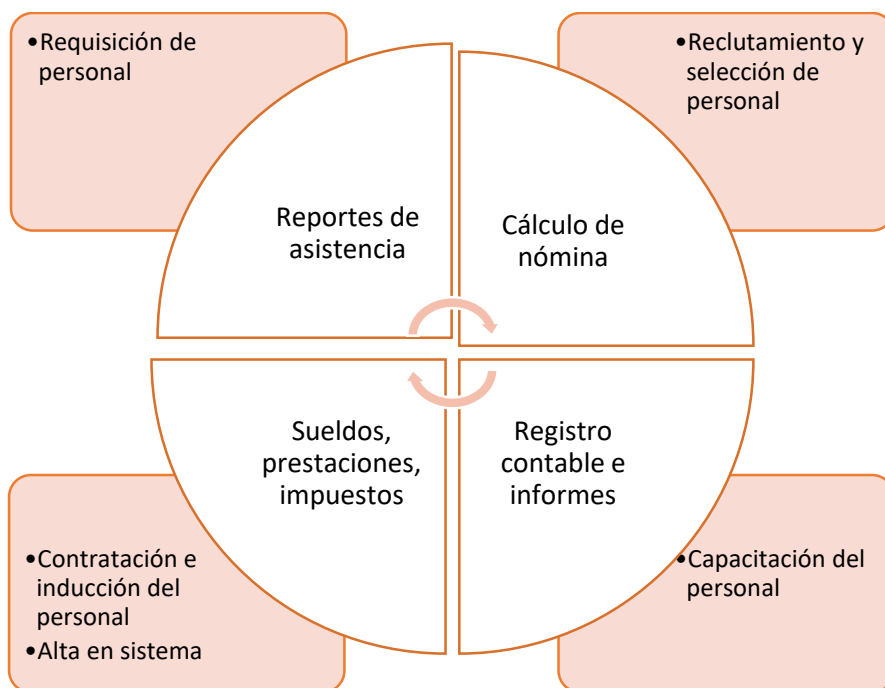 •Requisición de
personal
•Reclutamiento y
selección de
personal
Reportes de
asistencia
Cálculo de
nómina
Sueldos,
prestaciones,
impuestos
Registro
contable e
informes
•Contratación e
inducción del
personal
•Alta en sistema
•Capacitación del
personal